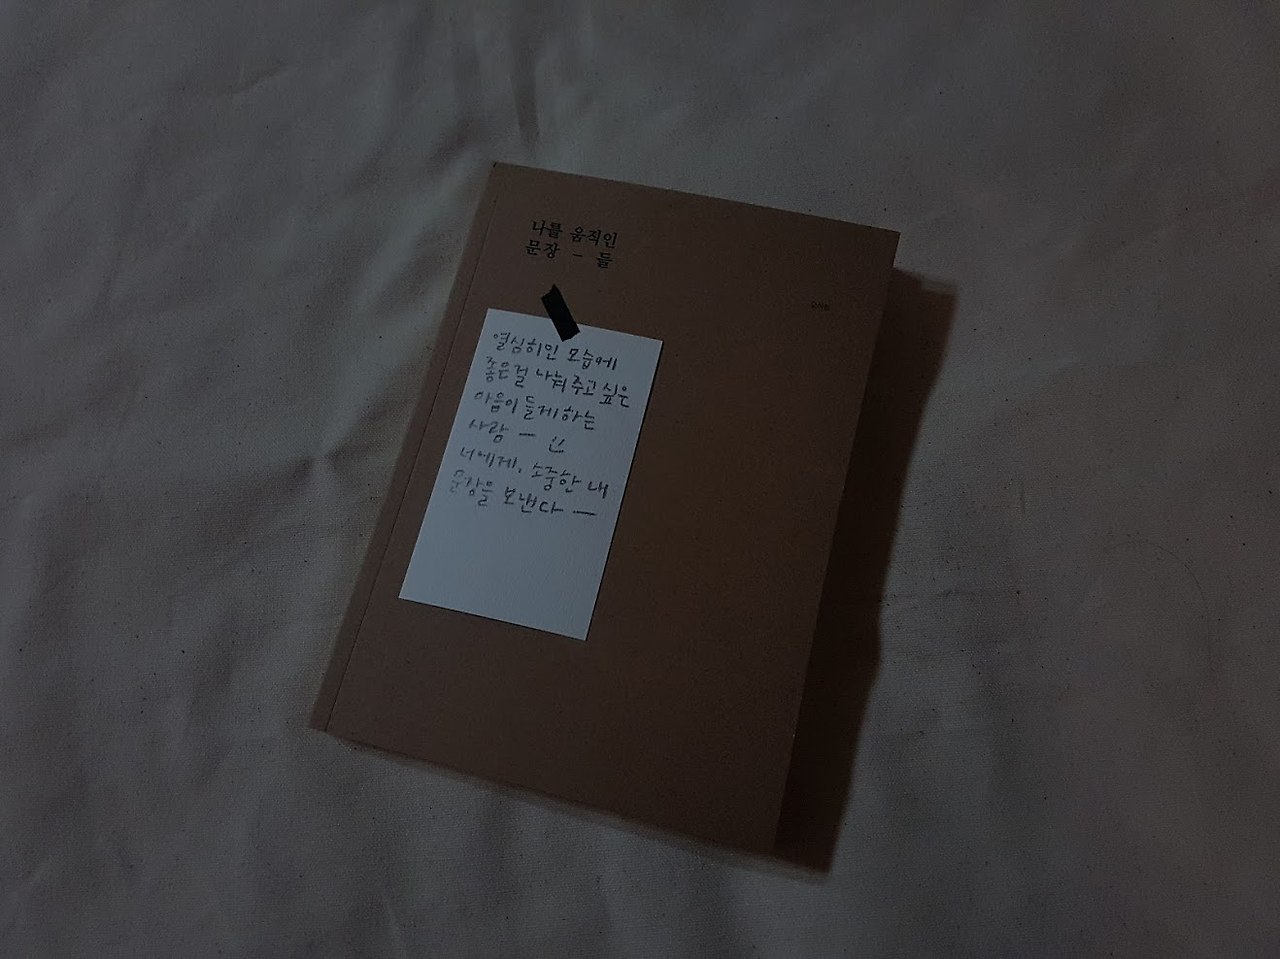 나를 움직인
문장 - 들
열심히인 모습에
좋은걸 나눠주고 싶은
마음이 들게 하는
사람 —
너에게, 소중한 내
문장을 보낸다 —